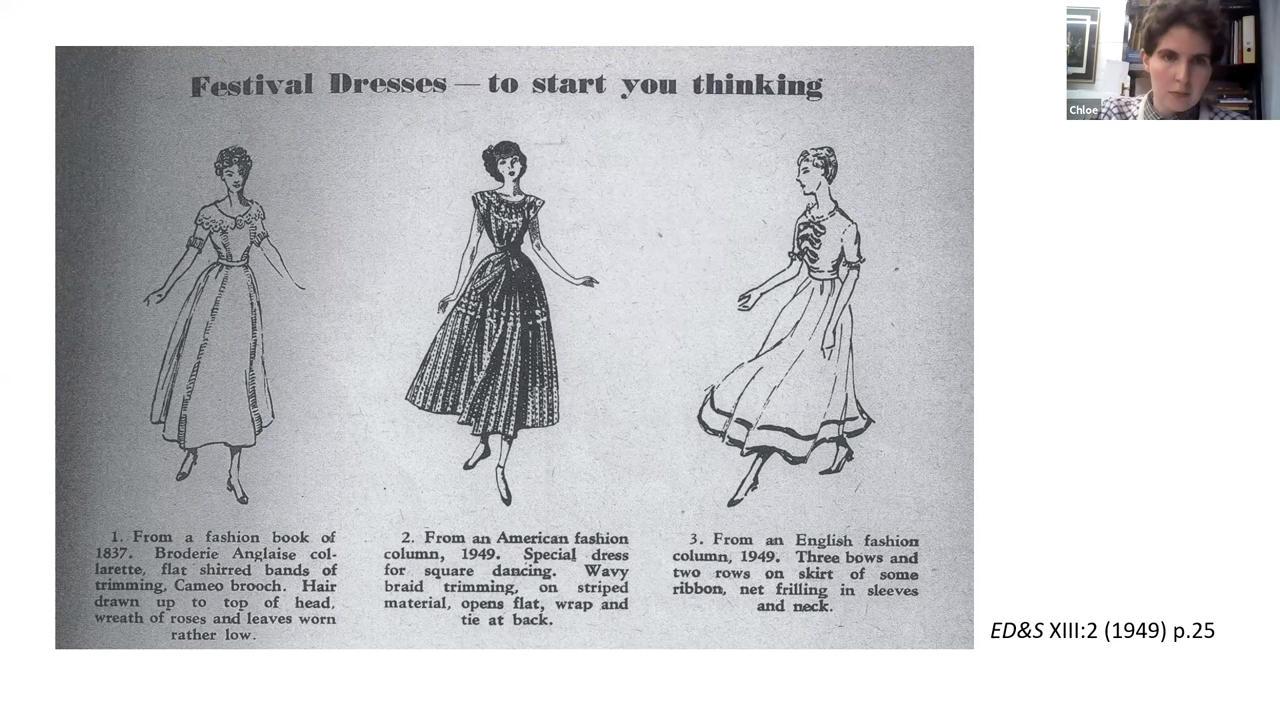 Festival Dresses — to start you thinking
1. From a fashion book of
1837. Broderie Anglaise col-
larette, flat shirred bands of
trimming, Cameo brooch. Hair
drawn up to top of head,
wreath of roses and leaves worn
rather low.
2. From an American fashion
column, 1949. Special dress
for square dancing. Wavy
braid trimming, on striped
material, opens flat, wrap and
tie at back.
3. From an English fashion
column, 1949. Three bows and
two rows on skirt of some
ribbon, net frilling in sleeves
and neck.
ED&S XIII:2 (1949) p.25
Chloe